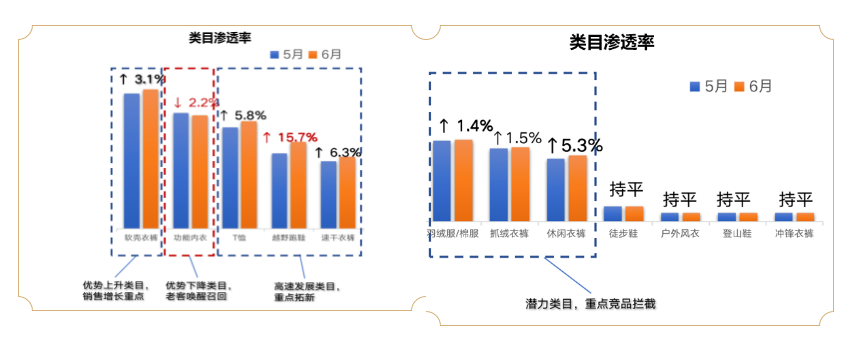 类目渗透率
5月 6月
↑ 3.1%
↓ 2.2%
↑ 5.8%
↑ 15.7%
↑ 6.3%
软壳衣裤 功能内衣 T恤 越野跑鞋 速干衣裤
优势上升类目，
销售增长重点
优势下降类目，
老客唤醒召回
高速发展类目，
重点拓新
类目渗透率
5月 6月
↑ 1.4%
↑1.5%
↑5.3%
持平 持平 持平 持平
羽绒服/棉服 抓绒衣裤 休闲衣裤 徒步鞋 户外风衣 登山鞋 冲锋衣裤
潜力类目，重点竞品拦截